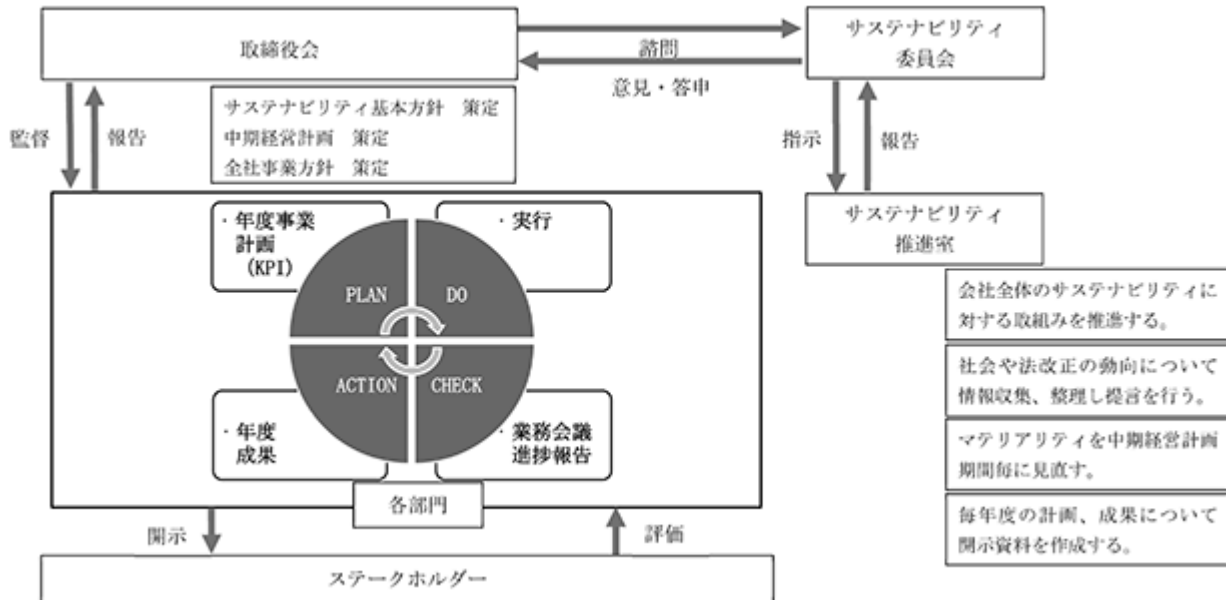 取締役会
諮問
意見・答申
サステナビリティ
委員会
サステナビリティ基本方針　策定
中期経営計画　策定
全社事業方針　策定
監督
報告
指示
報告
サステナビリティ
推進室
・年度事業
計画
（KPI）
・実行
PLAN
DO
ACTION
CHECK
・年度
成果
・業務会議
進捗報告
各部門
会社全体のサステナビリティに
対する取組みを推進する。
社会や法改正の動向について
情報収集、整理し提言を行う。
マテリアリティを中期経営計画
期間毎に見直す。
毎年度の計画、成果について
開示資料を作成する。
開示
評価
ステークホルダー